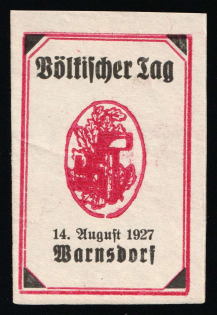 Völkischer Tag
14. August 1927
Warnsdorf